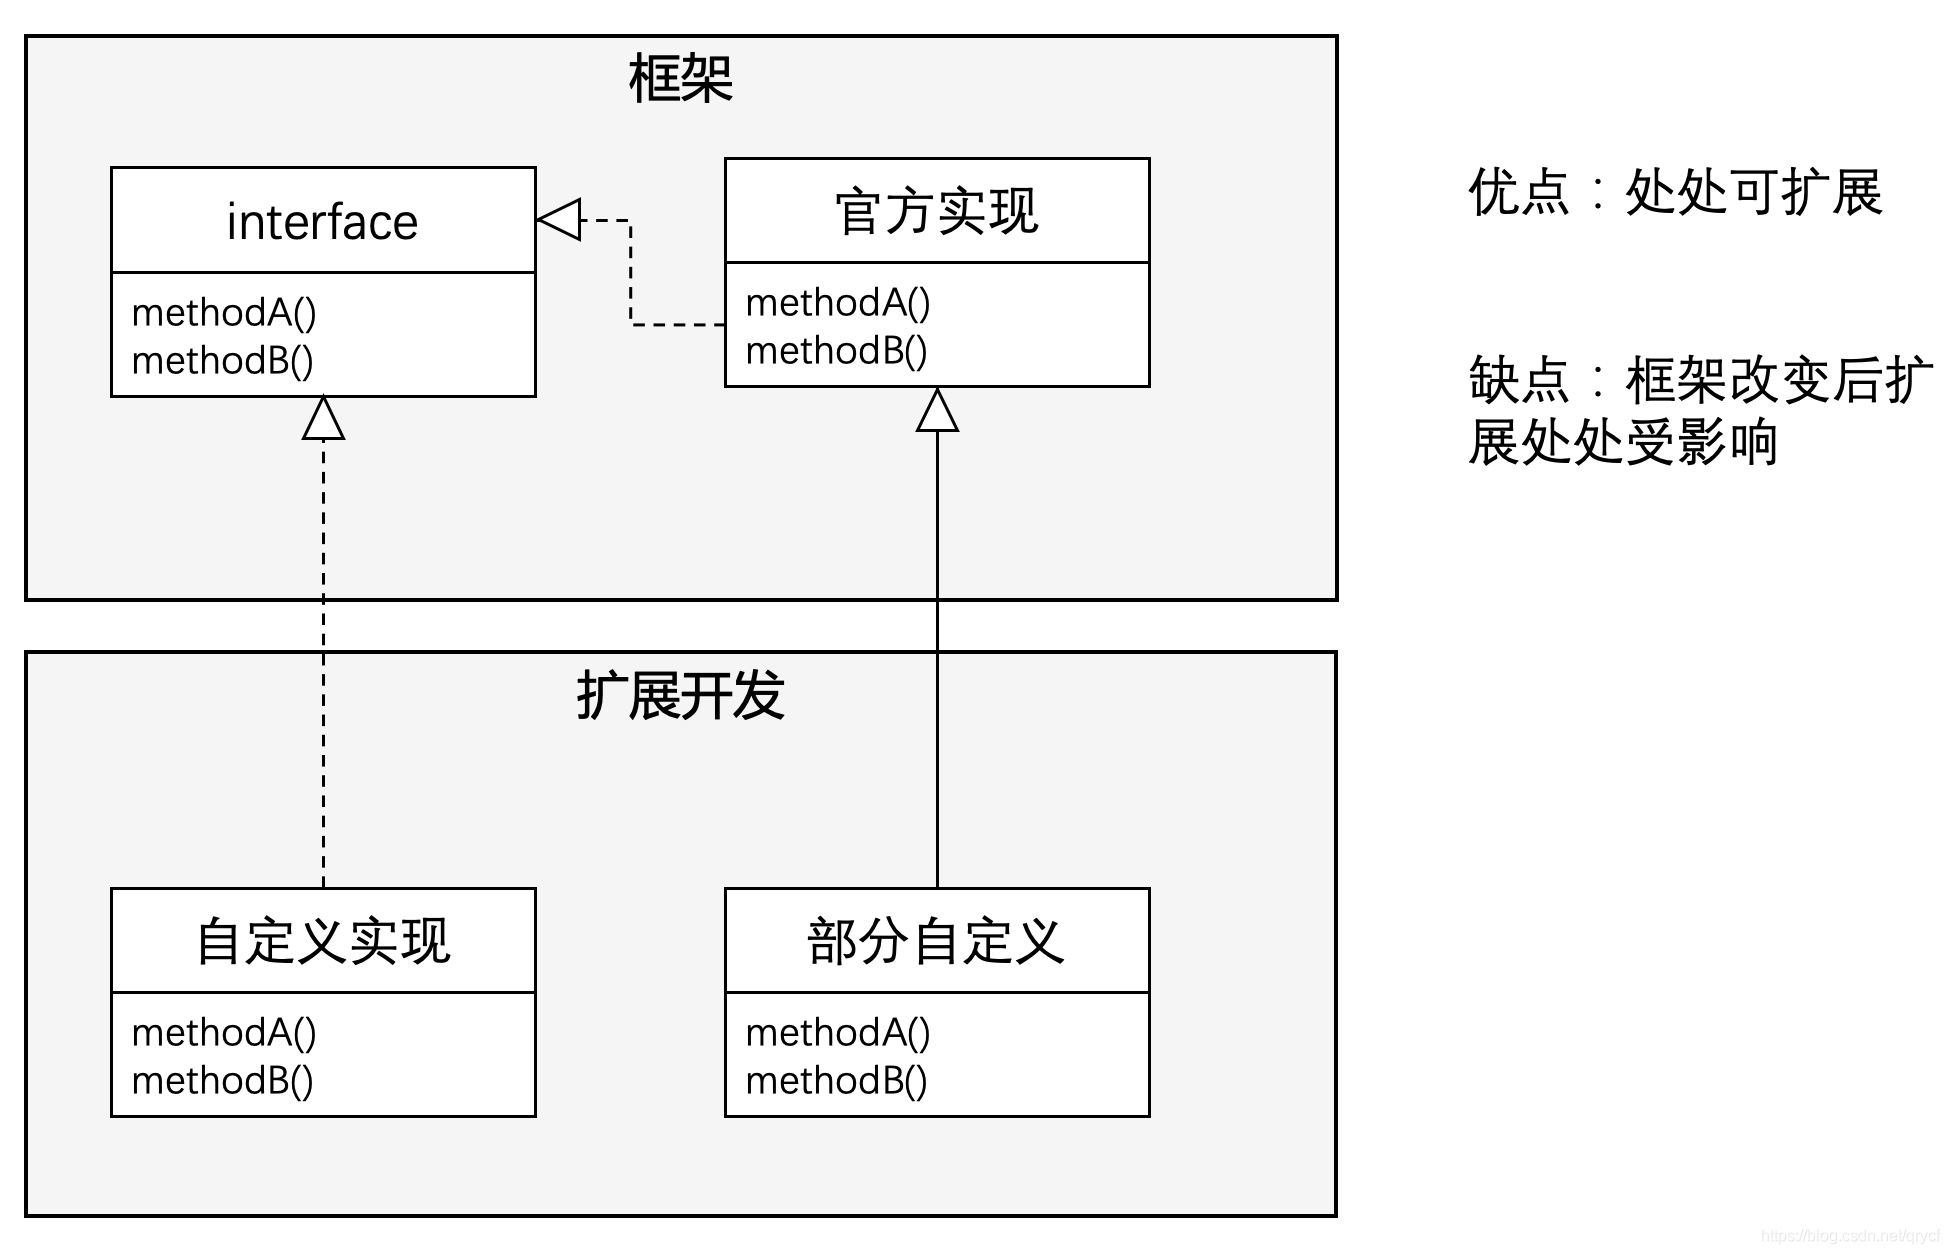 框架
interface
methodA()
methodB()
官方实现
methodA()
methodB()
优点：处处可扩展
缺点：框架改变后扩
展处处受影响
扩展开发
自定义实现
methodA()
methodB()
部分自定义
methodA()
methodB()
https://blog.csdn.net/qrycf